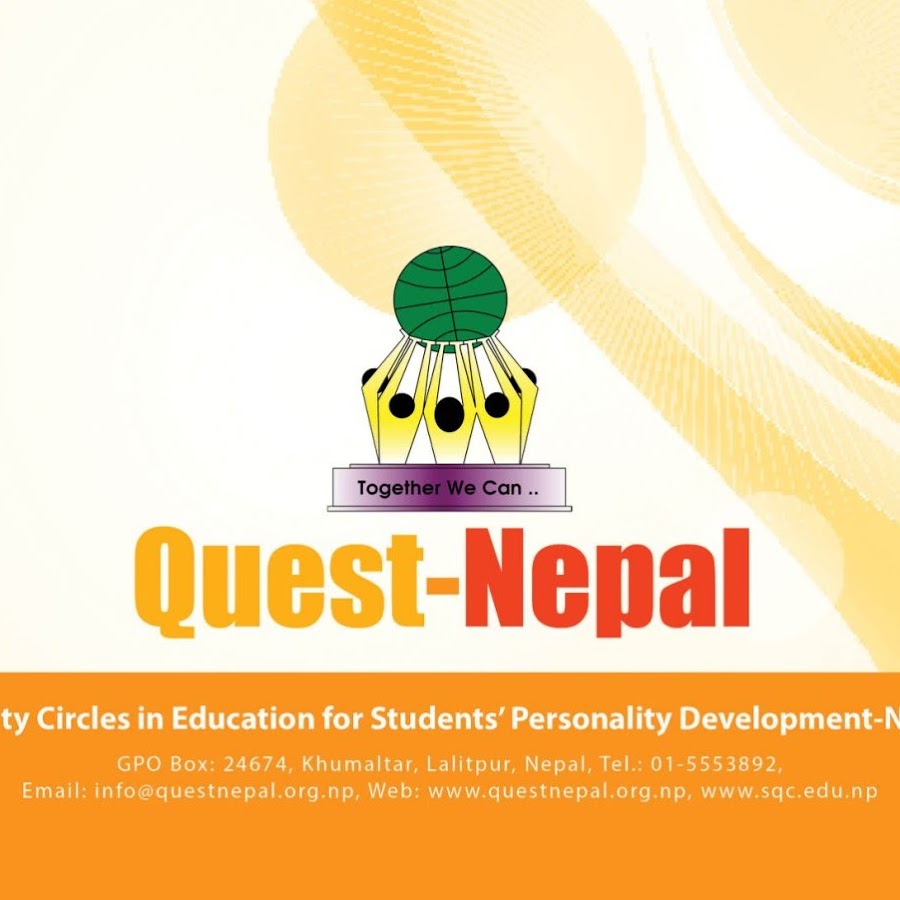 Together We Can ..
Quest-Nepal
ty Circles in Education for Students' Personality Development-N
GPO Box: 24674, Khumaltar, Lalitpur, Nepal, Tel.: 01-5553892,
Email: info@questnepal.org.np, Web: www.questnepal.org.np, www.sqc.edu.np